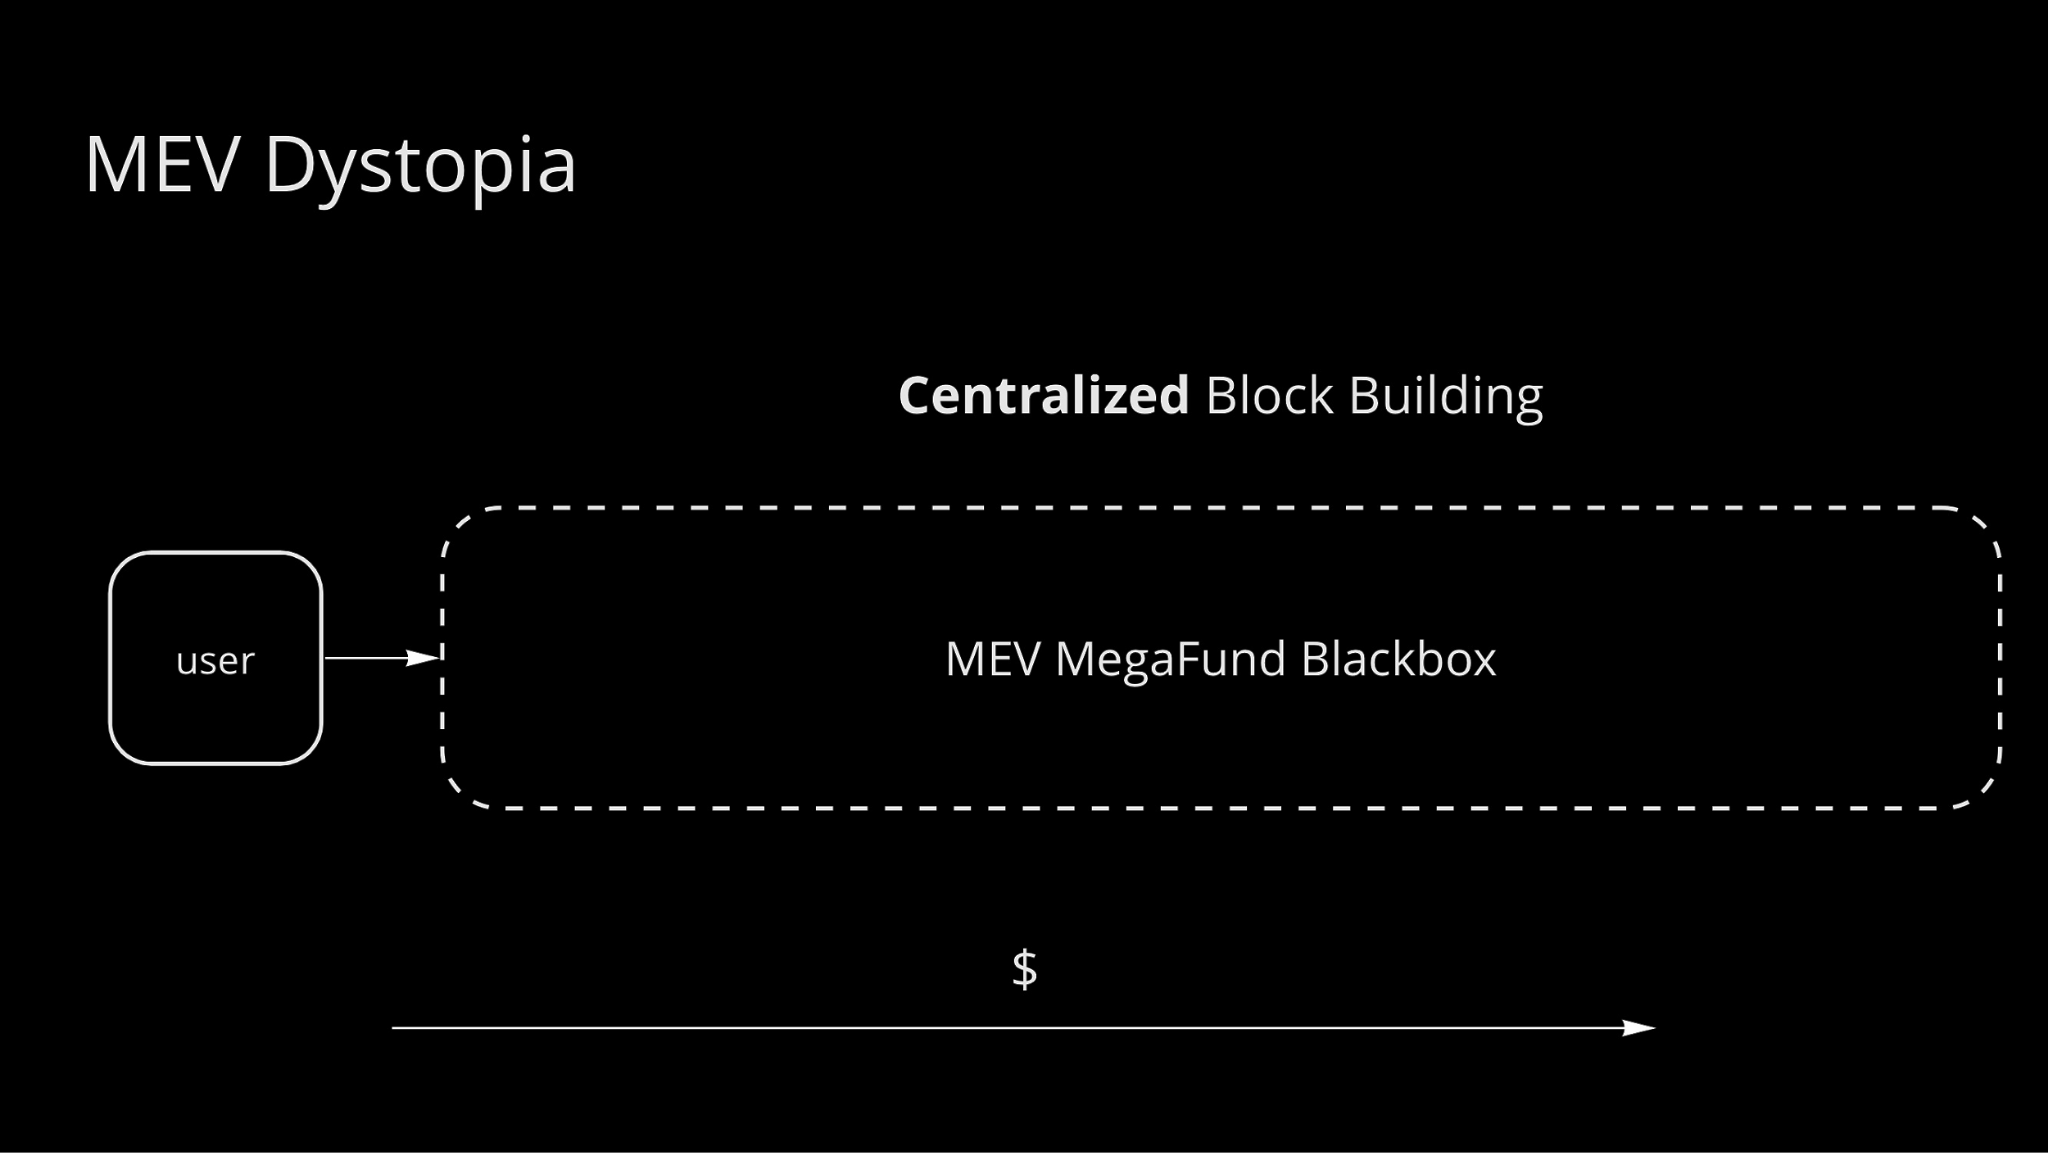 MEV Dystopia
Centralized Block Building
user
MEV MegaFund Blackbox
$